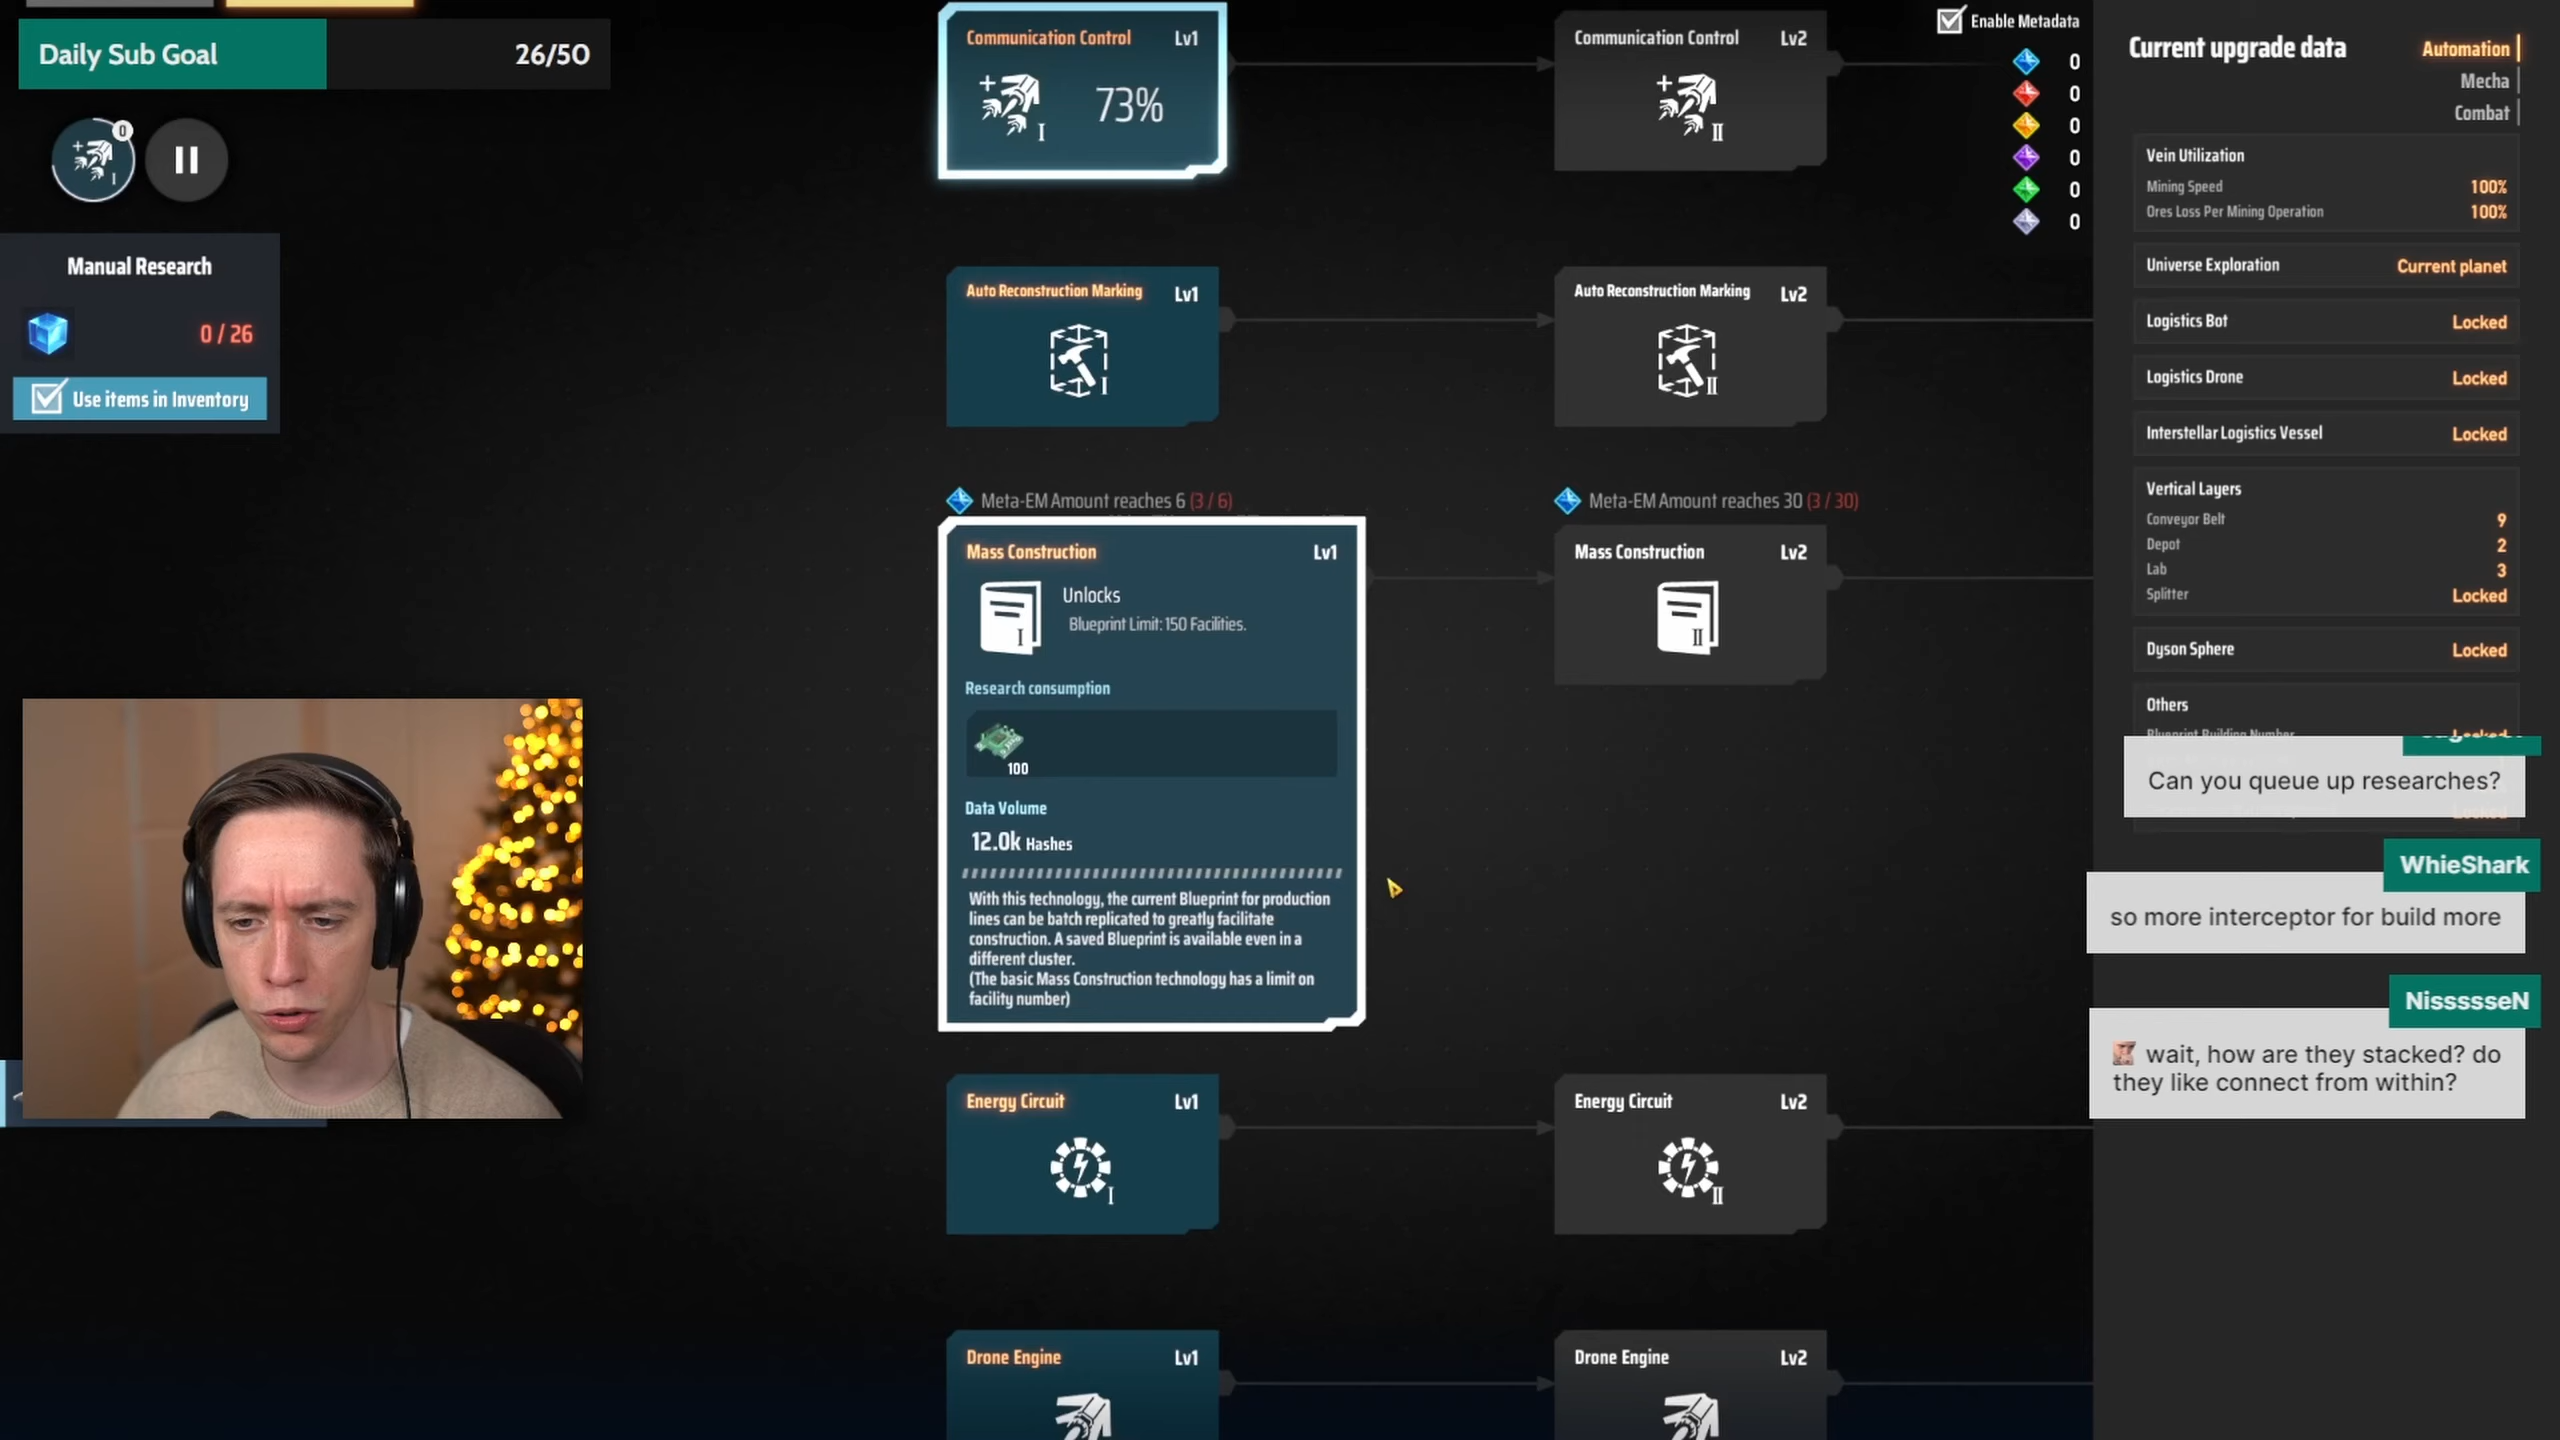 Daily Sub Goal
26/50
0
I
Manual Research
0 / 26
Use items in Inventory
Communication Control Lv1
73%
I
Communication Control Lv2
II
Auto Reconstruction Marking Lv1
I
Auto Reconstruction Marking Lv2
II
Meta-EM Amount reaches 6 (3 / 6)
Meta-EM Amount reaches 30 (3 / 30)
Mass Construction Lv1
I
Unlocks
Blueprint Limit: 150 Facilities.
Research consumption
100
Data Volume
12.0k Hashes
With this technology, the current Blueprint for production
lines can be batch replicated to greatly facilitate
construction. A saved Blueprint is available even in a
different cluster.
(The basic Mass Construction technology has a limit on
facility number)
Mass Construction Lv2
II
Energy Circuit Lv1
I
Energy Circuit Lv2
II
Drone Engine Lv1
Drone Engine Lv2
Enable Metadata
0
0
0
0
0
0
Current upgrade data
Automation
Mecha
Combat
Vein Utilization
Mining Speed 100%
Ores Loss Per Mining Operation 100%
Universe Exploration Current planet
Logistics Bot Locked
Logistics Drone Locked
Interstellar Logistics Vessel Locked
Vertical Layers
Conveyor Belt 9
Depot 2
Lab 3
Splitter Locked
Dyson Sphere Locked
Others
Blueprint Building Number Locked
Can you queue up researches?
WhieShark
so more interceptor for build more
NissssseN
wait, how are they stacked? do
they like connect from within?